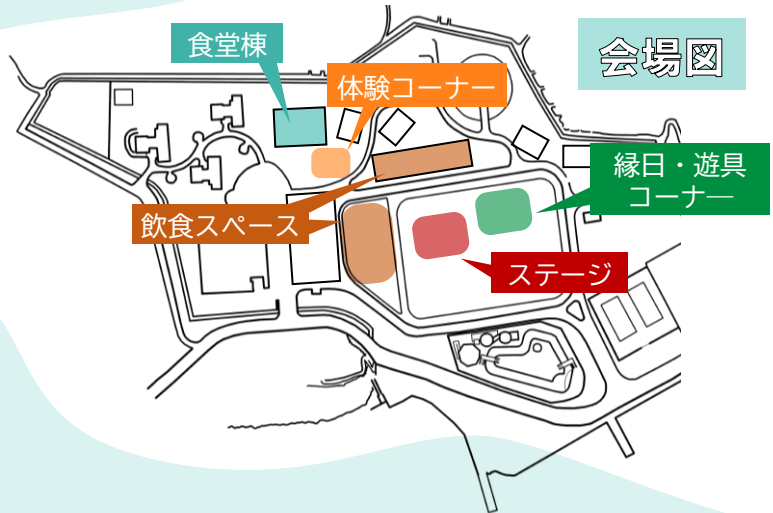 会場図
食堂棟
体験コーナー
縁日・遊具
コーナ―
飲食スペース
ステージ